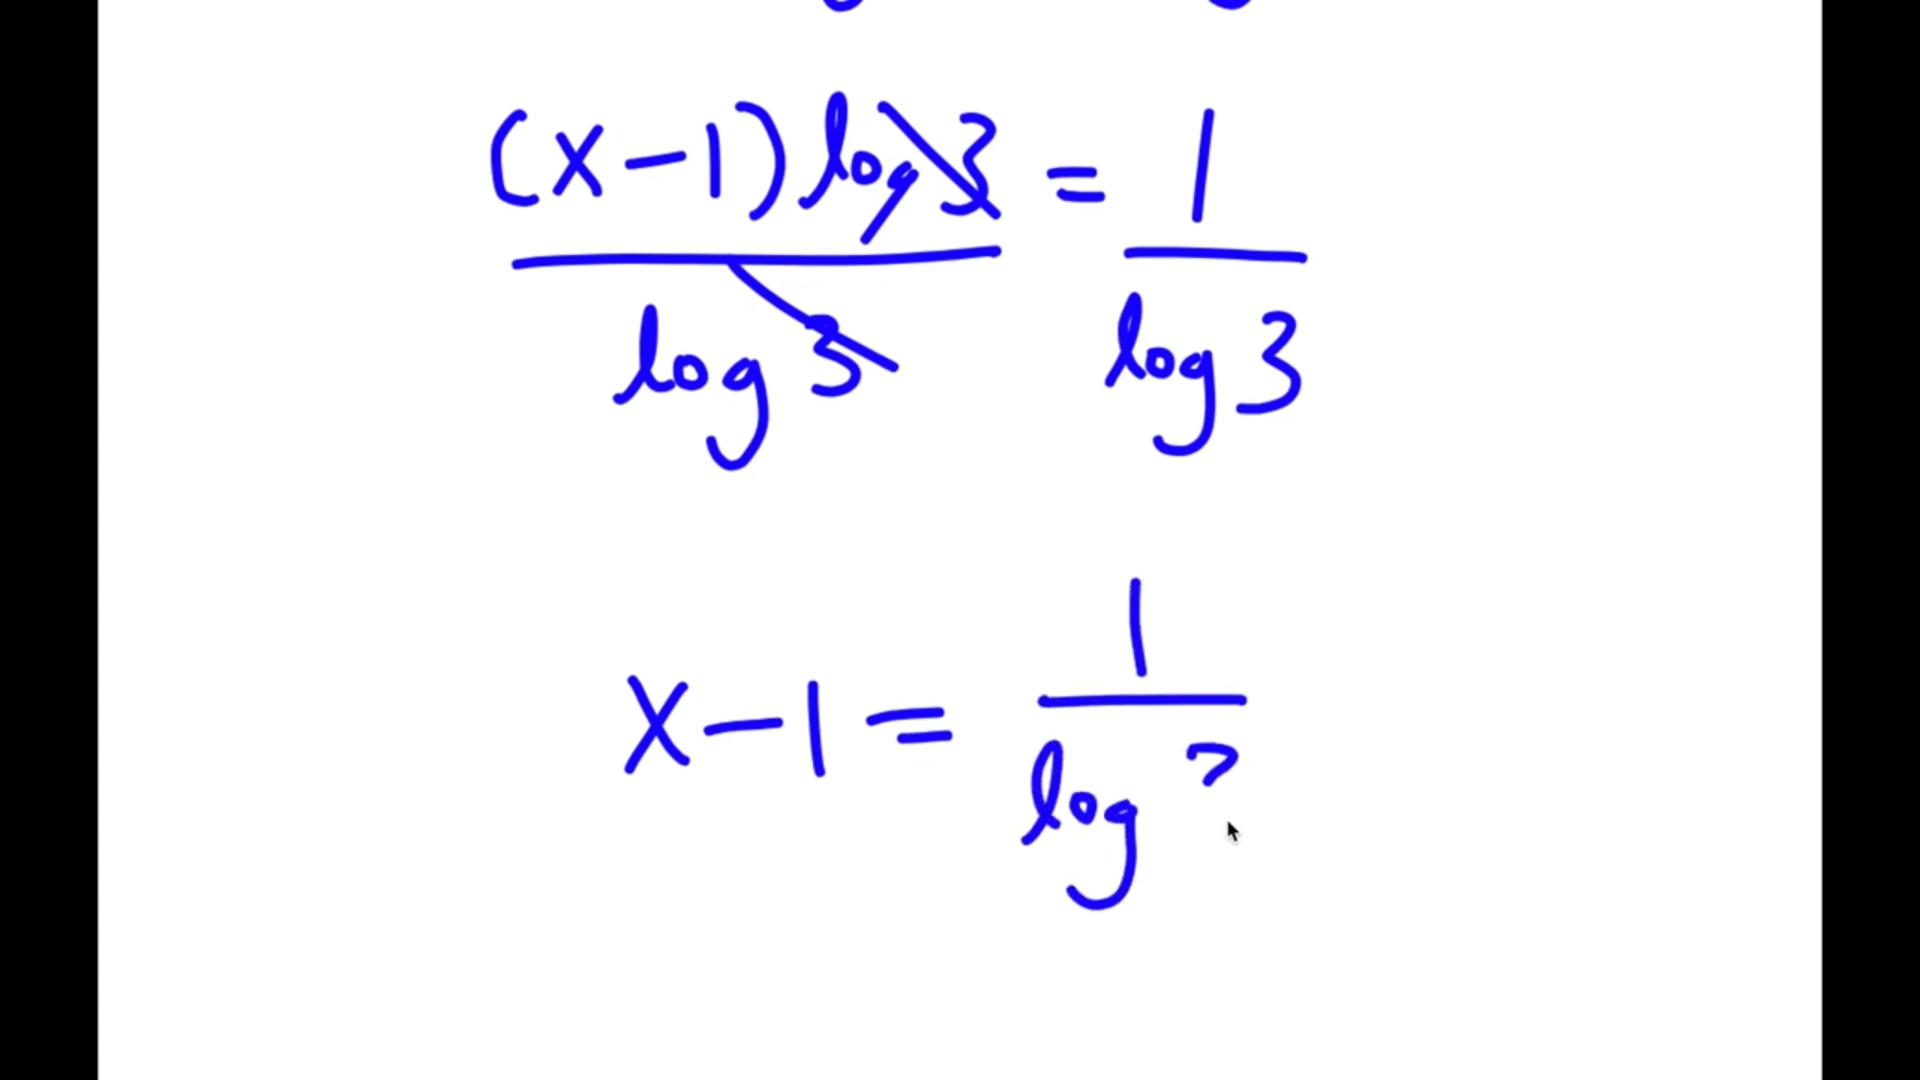 (x-1) log 3 = 1
log 3 log 3
x-1 = 1
log